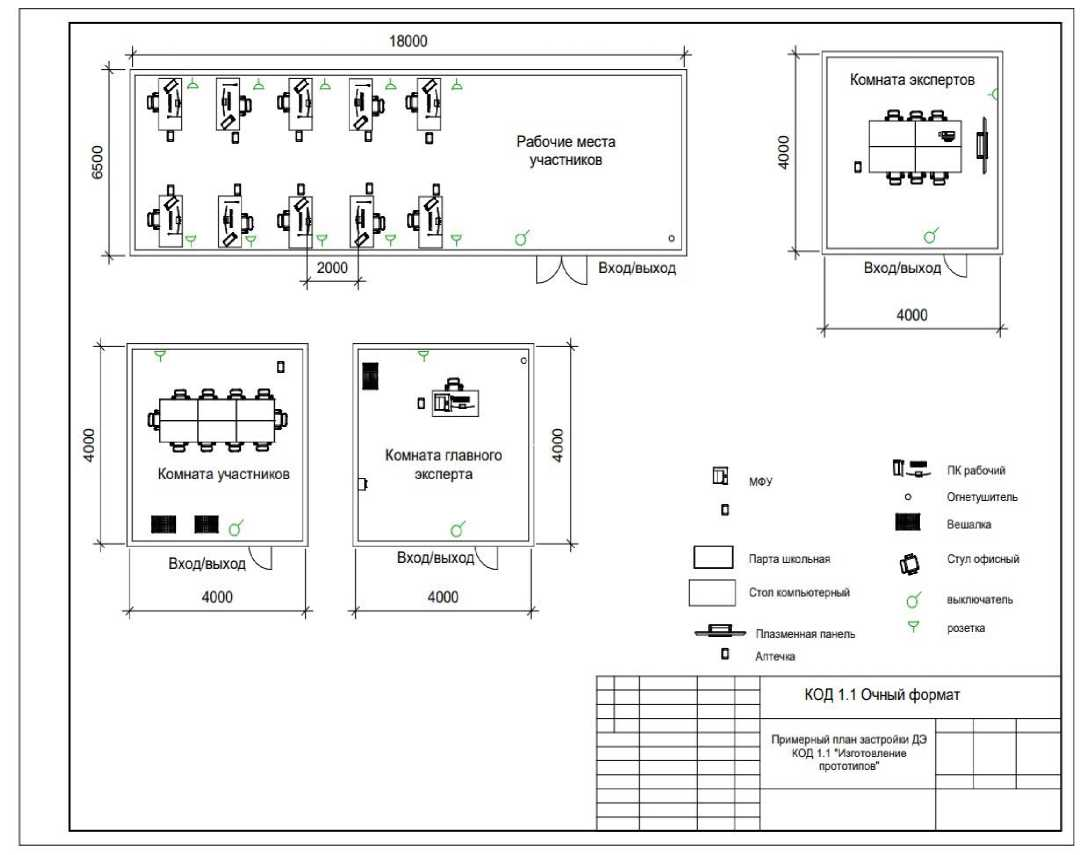 18000
6500
Рабочие места
участников
2000
Вход/выход
Комната экспертов
4000
Вход/выход
4000
4000
Комната участников
Вход/выход
4000
Комната главного
эксперта
4000
Вход/выход
4000
МФУ
Парта школьная
Стол компьютерный
Плазменная панель
Аптечка
ПК рабочий
Огнетушитель
Вешалка
Стул офисный
выключатель
розетка
КОД 1.1 Очный формат
Примерный план застройки ДЭ
КОД 1.1 "Изготовление
прототипов"